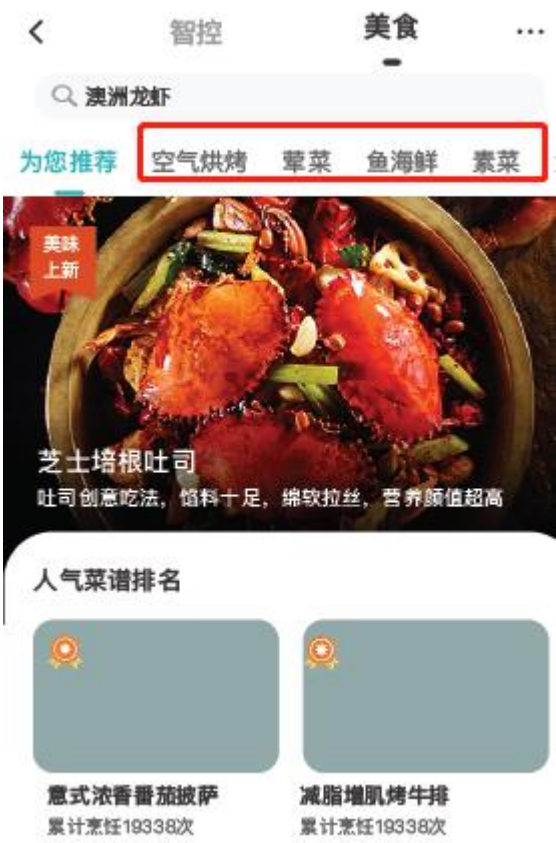 智控 美食
澳洲龙虾
为您推荐 空气烘烤 荤菜 鱼海鲜 素菜
美味
上新
芝士培根吐司
吐司创意吃法，馅料十足，绵软拉丝，营养颜值超高
人气菜谱排名
意式浓香番茄披萨 减脂增肌烤牛排
累计烹饪19338次 累计烹饪19338次